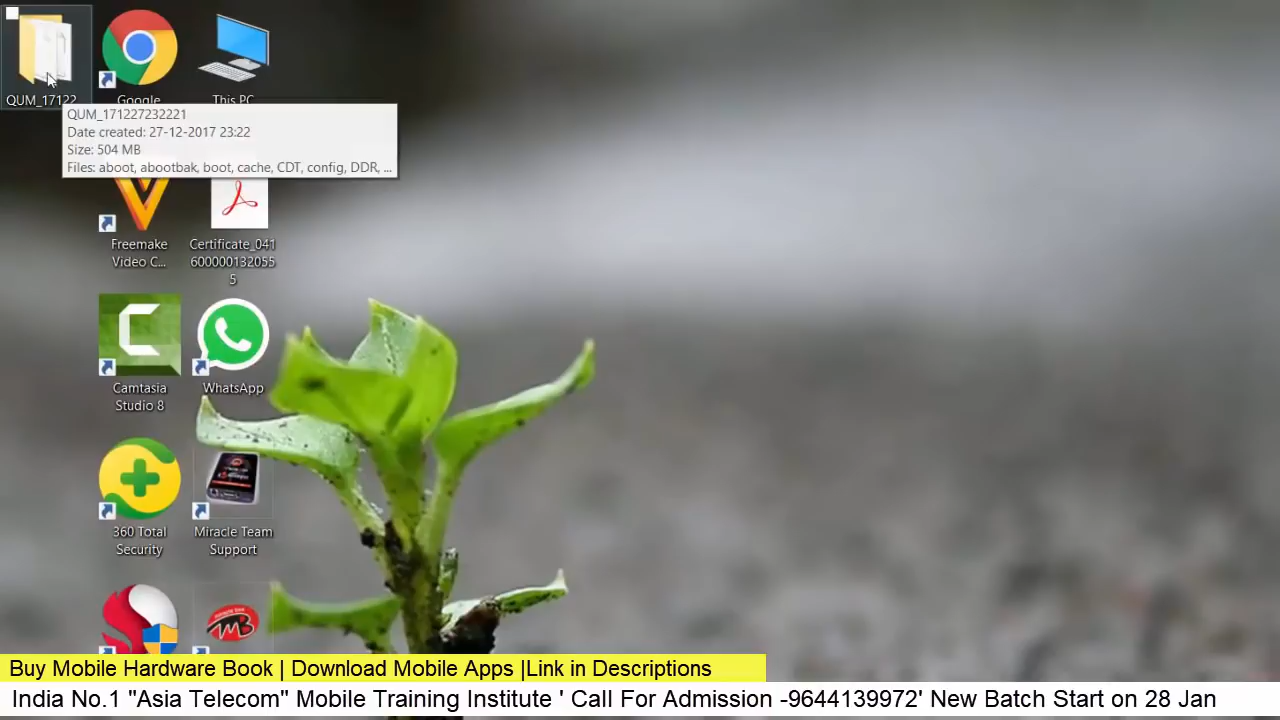 QUM_17122
Google
This PC
QUM_171227232221
Date created: 27-12-2017 23:22
Size: 504 MB
Files: aboot, abootbak, boot, cache, CDT, config, DDR, ...
Freemake
Video C...
Certificate_041
600000132055
5
Camtasia
Studio 8
WhatsApp
360 Total
Security
Miracle Team
Support
MB
Buy Mobile Hardware Book | Download Mobile Apps |Link in Descriptions
India No.1 "Asia Telecom" Mobile Training Institute ' Call For Admission -9644139972' New Batch Start on 28 Jan